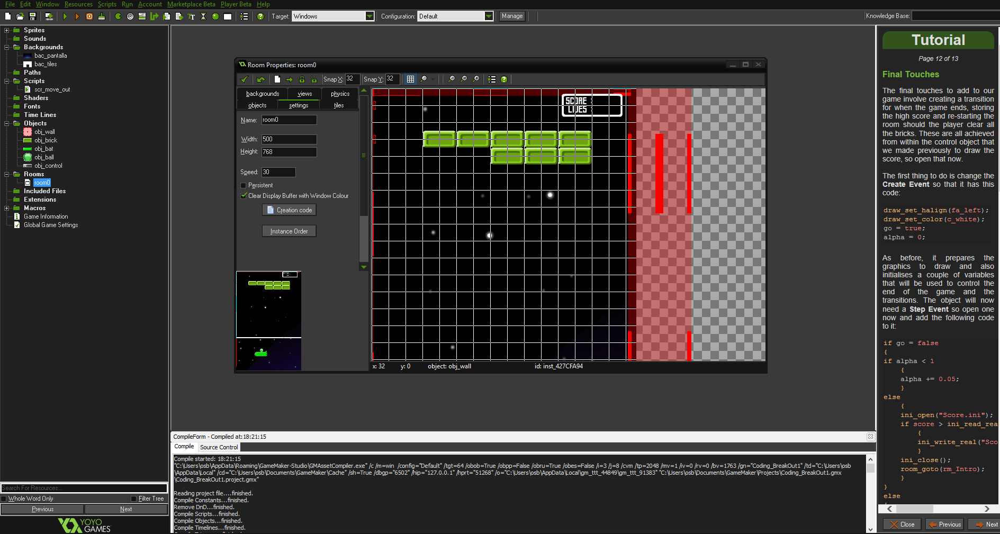 File Edit Window Resources Scripts Run Account Marketplace Beta Player Beta Help
Target: Windows Configuration: Default Manage Knowledge Base:
Sprites
Sounds
Backgrounds
bac_pantalla
bac_tiles
Paths
Scripts
scr_move_out
Shaders
Fonts
Time Lines
Objects
obj_wall
obj_brick
obj_bat
obj_ball
obj_control
Rooms
room0
Included Files
Extensions
Macros
Game Information
Global Game Settings
Search For Resources...
Whole Word Only Filter Tree
Previous Next
YOYO
GAMES
Room Properties: room0
Snap X: 32 Snap Y: 32
backgrounds views physics
objects settings tiles
Name: room0
Width: 500
Height: 768
Speed: 30
Persistent
Clear Display Buffer with Window Colour
Creation code
Instance Order
SCORE :
LIVES :
x: 32 y: 0 object: obj_wall id: inst_427CFA94
CompileForm - Compiled at:18:21:15
Compile Source Control
Compile started: 18:21:15
"C:\Users\osb\AppData\Roaming\GameMaker-Studio\GMAssetCompiler.exe" /c /m=win /config="Default" /tgt=64 /obob=True /obpp=False /obru=True /obes=False /i=3 /j=8 /cvm /tp=2048 /mv=1 /iv=0 /rv=0 /bv=1763 /gn="Coding_BreakOut1" /td="C:\Users\osb
\AppData\Local" /cd="C:\Users\osb\Documents\GameMaker\Cache" /sh=True /dbgp="6502" /hip="127.0.0.1" /hprt="51268" /o="C:\Users\osb\AppData\Local\gm_ttt_44849\gm_ttt_91383" "C:\Users\osb\Documents\GameMaker\Projects\Coding_BreakOut1.gmx
\Coding_BreakOut1.project.gmx"
Reading project file....finished.
Compile Constants...finished.
Remove DnD...finished.
Compile Scripts...finished.
Compile Objects...finished.
Compile Timelines...finished.
Tutorial
Page 12 of 13
Final Touches
The final touches to add to our
game involve creating a transition
for when the game ends, storing
the high score and re-starting the
room should the player clear all
the bricks. These are all achieved
from within the control object that
we made previously to draw the
score, so open that now.
The first thing to do is change the
Create Event so that it has this
code:
draw_set_halign(fa_left);
draw_set_color(c_white);
go = true;
alpha = 0;
As before, it prepares the
graphics to draw and also
initialises a couple of variables
that will be used to control the
end of the game and the
transitions. The object will now
need a Step Event so open one
now and add the following code
to it:
if go = false
{
if alpha < 1
{
alpha += 0.05;
}
else
{
ini_open("Score.ini");
if score > ini_read_rea
{
ini_write_real("Sco
}
ini_close();
room_goto(rm_Intro);
}
}
else
Close Previous Next